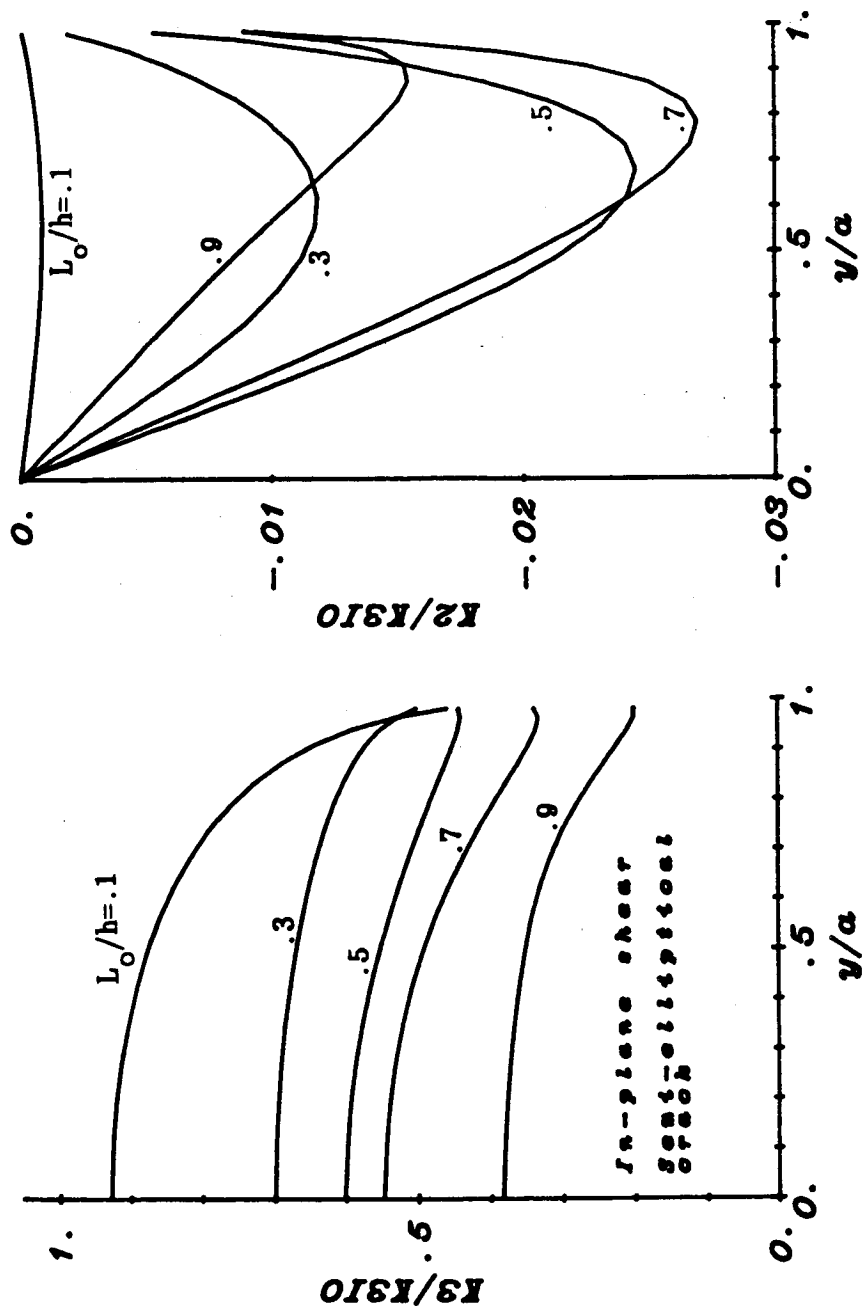 K3/K3IO
1.
.5
0.
L₀/h=.1
.3
.5
.7
.9
In-plane shear
Semi-elliptical
crack
0.
.5
1.
y/a
K2/K3IO
0.
-.01
-.02
-.03
L₀/h=.1
.9
.3
.5
.7
0.
.5
1.
y/a